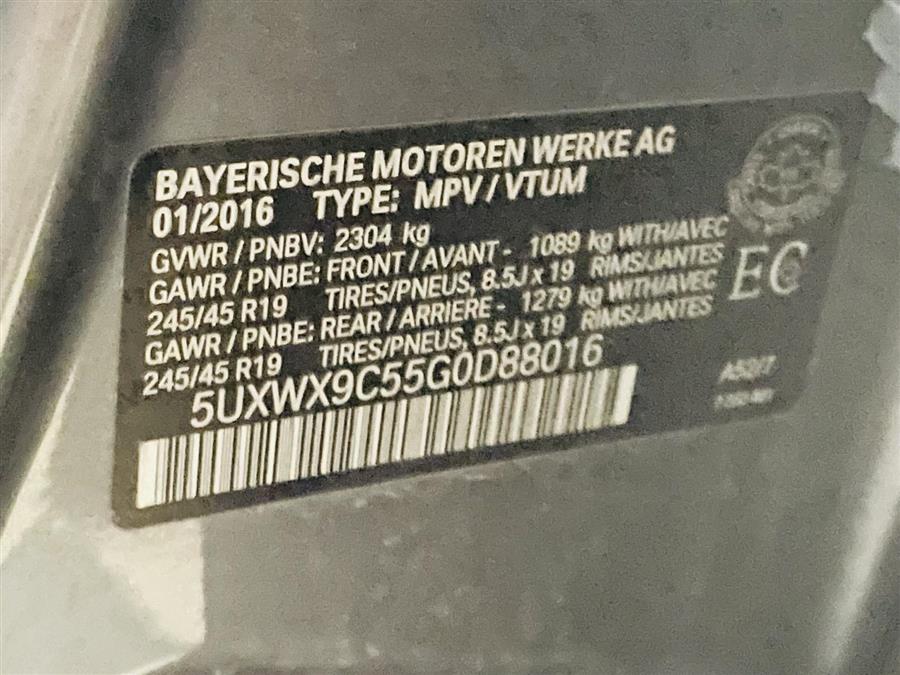 BAYERISCHE MOTOREN WERKE AG
01/2016 TYPE: MPV / VTUM
GVWR / PNBV: 2304 kg
GAWR / PNBE: FRONT / AVANT - 1089 kg WITH/AVEC
245/45 R19 TIRES/PNEUS, 8.5J x 19 RIMS/JANTES
GAWR / PNBE: REAR / ARRIERE - 1279 kg WITH/AVEC
245/45 R19 TIRES/PNEUS, 8.5J x 19 RIMS/JANTES
5UXWX9C55G0D88016
EC